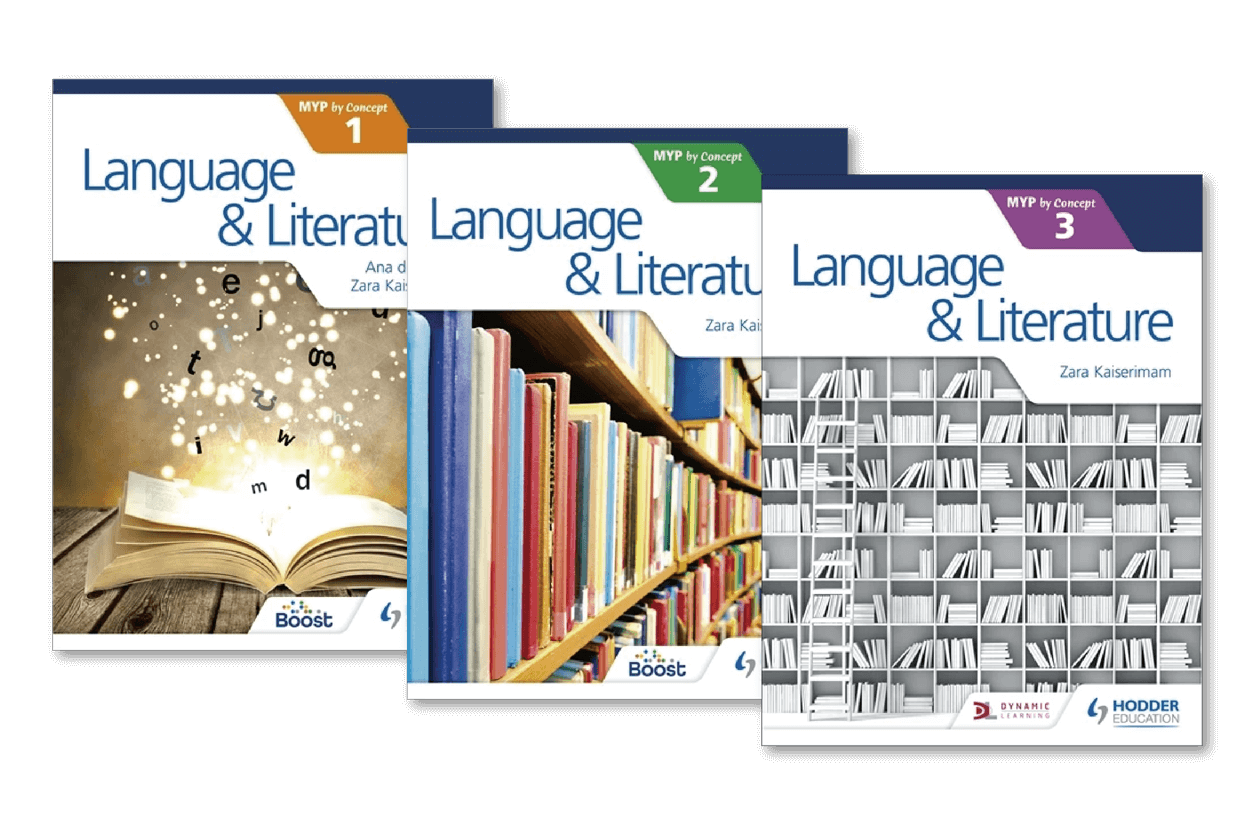 MYP by Concept
1
Language
& Literatu
Ana d
Zara Kais
e
j
o
t
i
w
m
d
Boost
MYP by Concept
2
Language
& Literatu
Zara Kais
Boost
MYP by Concept
3
Language
& Literature
Zara Kaiserimam
DL DYNAMIC
LEARNING
HODDER
EDUCATION